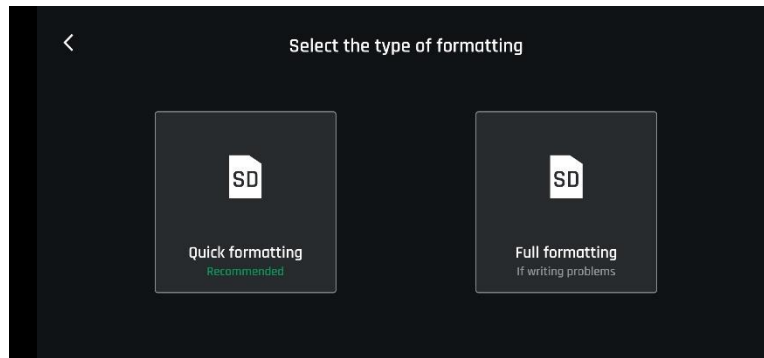 Select the type of formatting
SD
SD
Quick formatting
Recommended
Full formatting
If writing problems